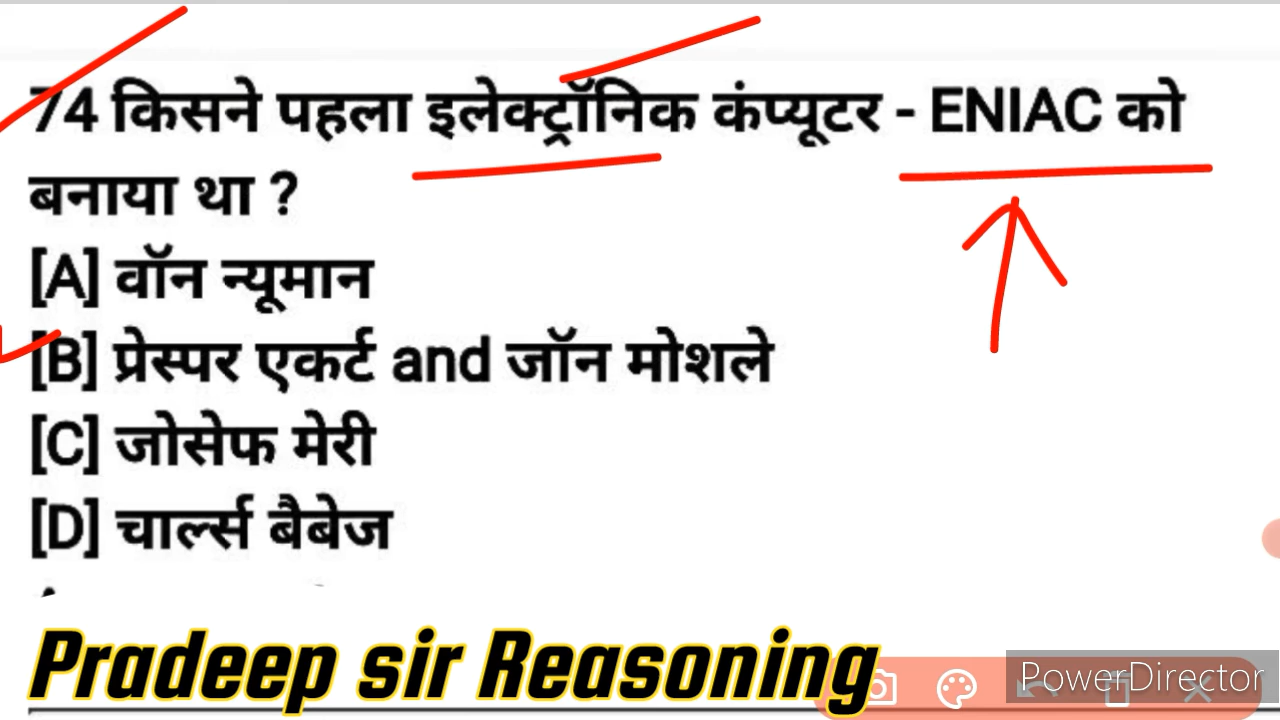 74 किसने पहला इलेक्ट्रॉनिक कंप्यूटर - ENIAC को
बनाया था ?
[A] वॉन न्यूमान
[B] प्रेस्पर एकर्ट and जॉन मोशले
[C] जोसेफ मेरी
[D] चार्ल्स बैबेज
Pradeep sir Reasoning
PowerDirector